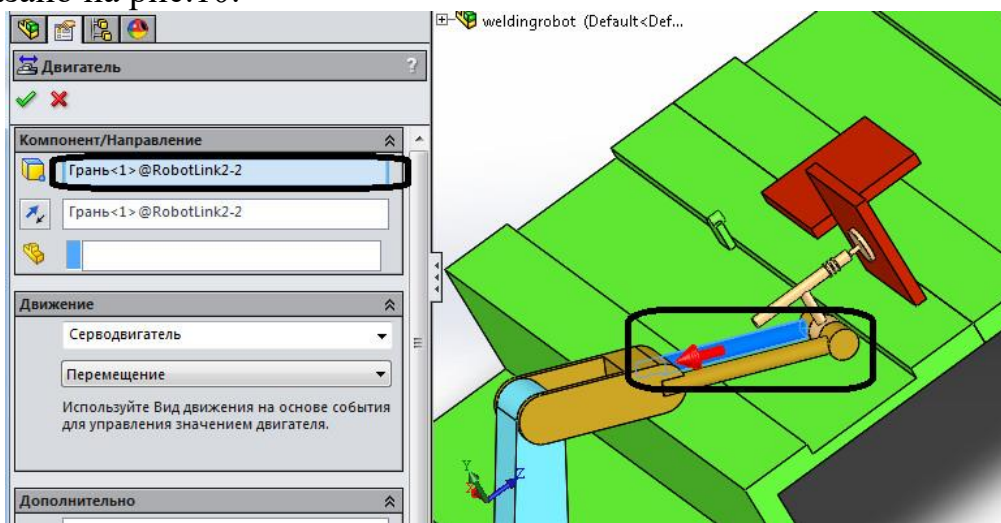 weldingrobot (Default<Def...
Двигатель
?
Компонент/Направление
Грань<1>@RobotLink2-2
Грань<1>@RobotLink2-2
Движение
Серводвигатель
Перемещение
Используйте Вид движения на основе события
для управления значением двигателя.
Дополнительно
Y
X
Z